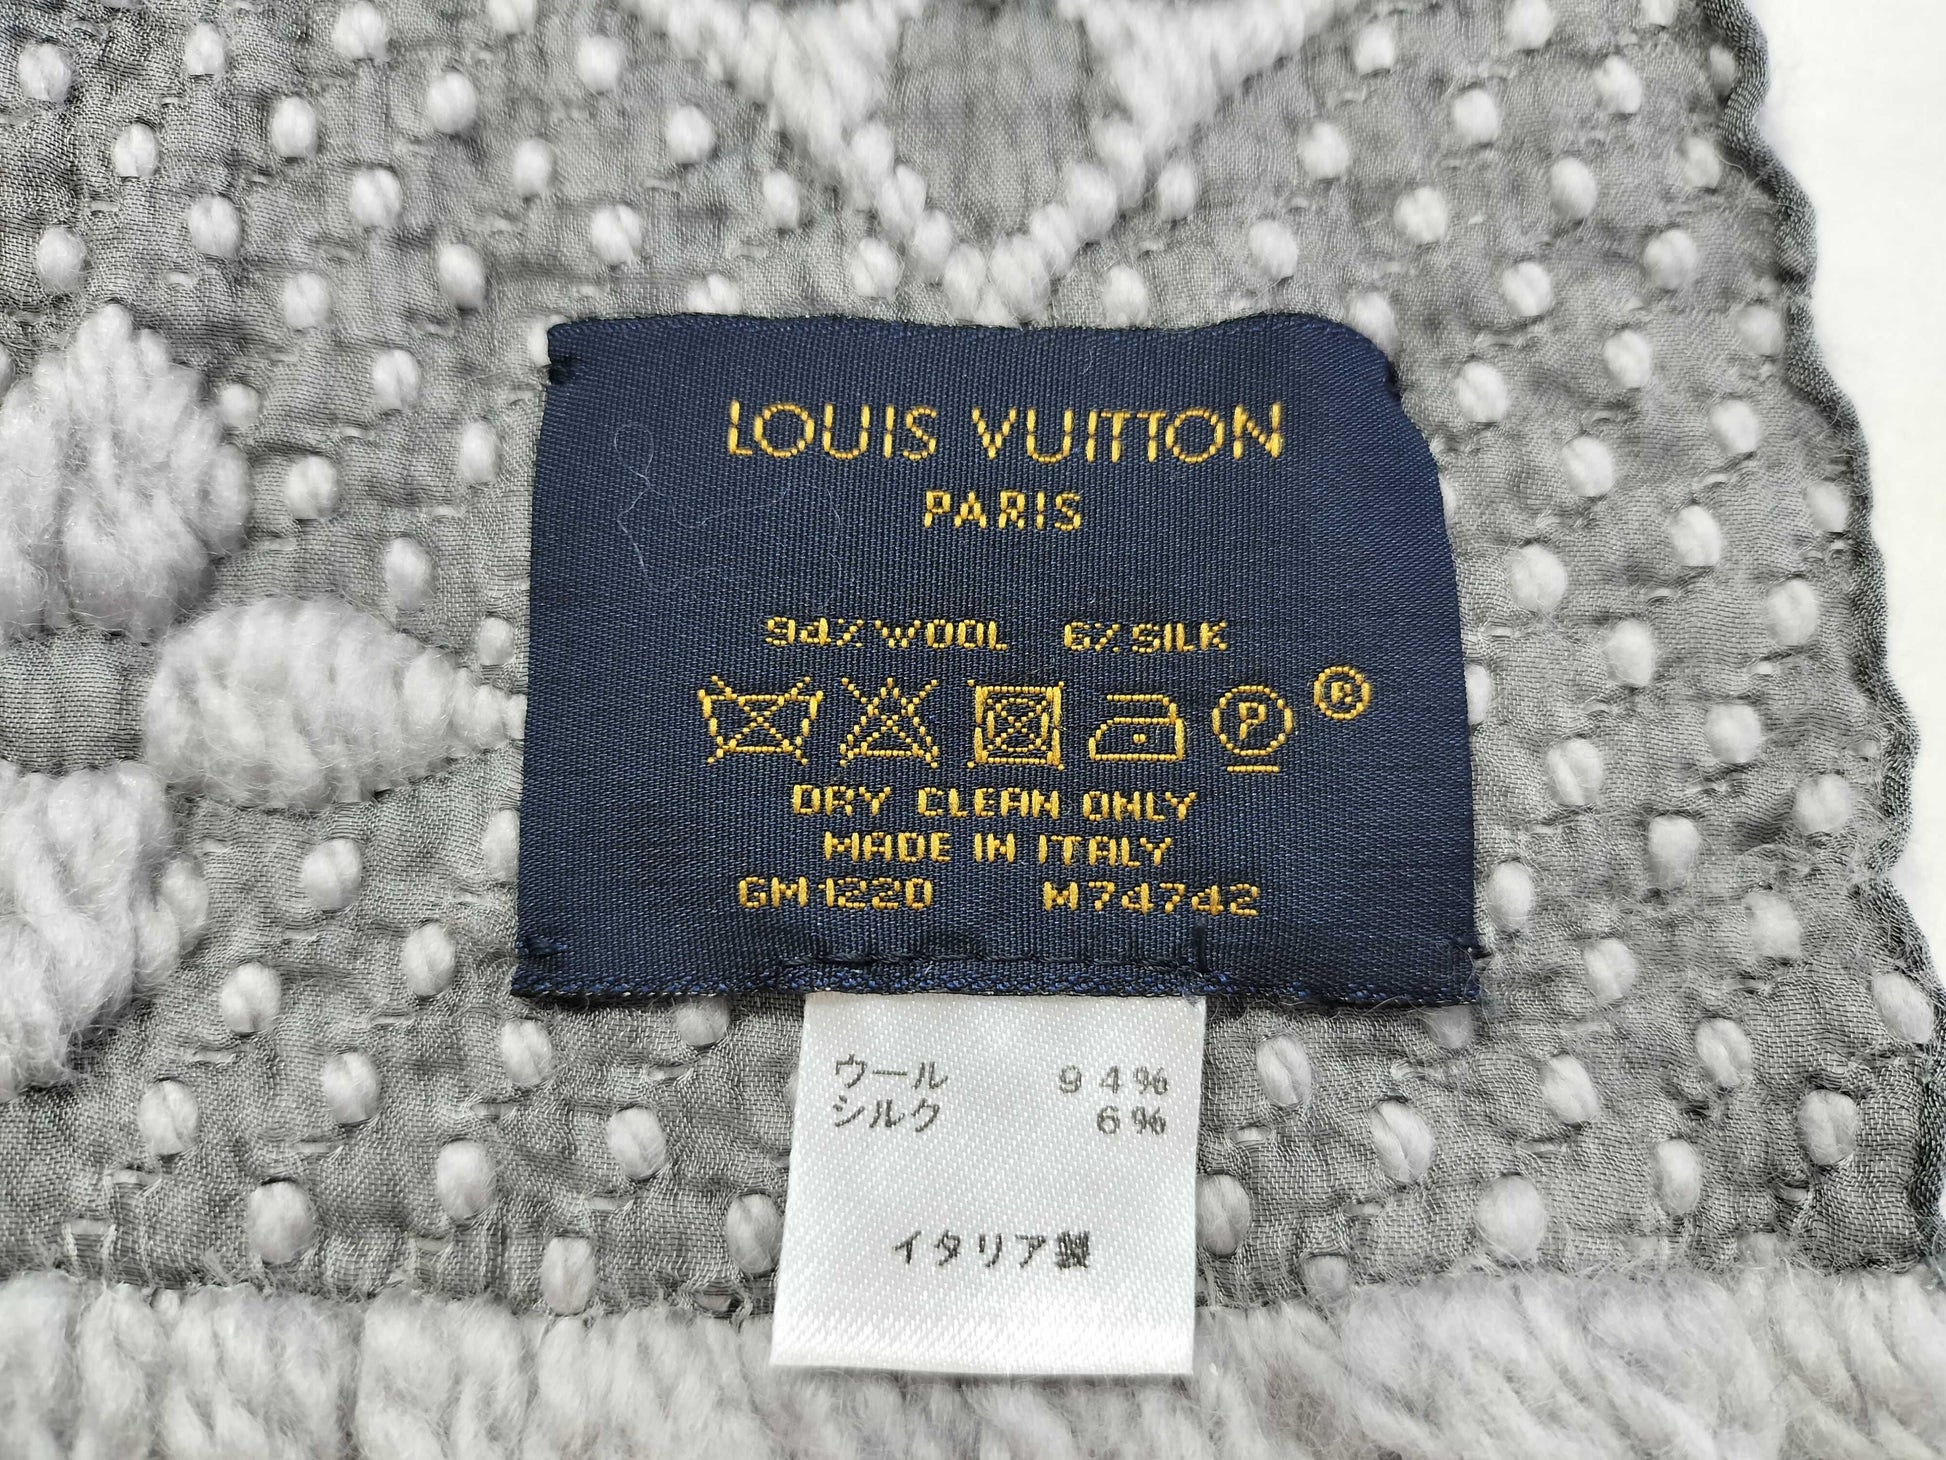 LOUIS VUITTON
PARIS
94% WOOL 6% SILK
P ®
DRY CLEAN ONLY
MADE IN ITALY
GM1220 M74742
ウール 94%
シルク 6%
イタリア製